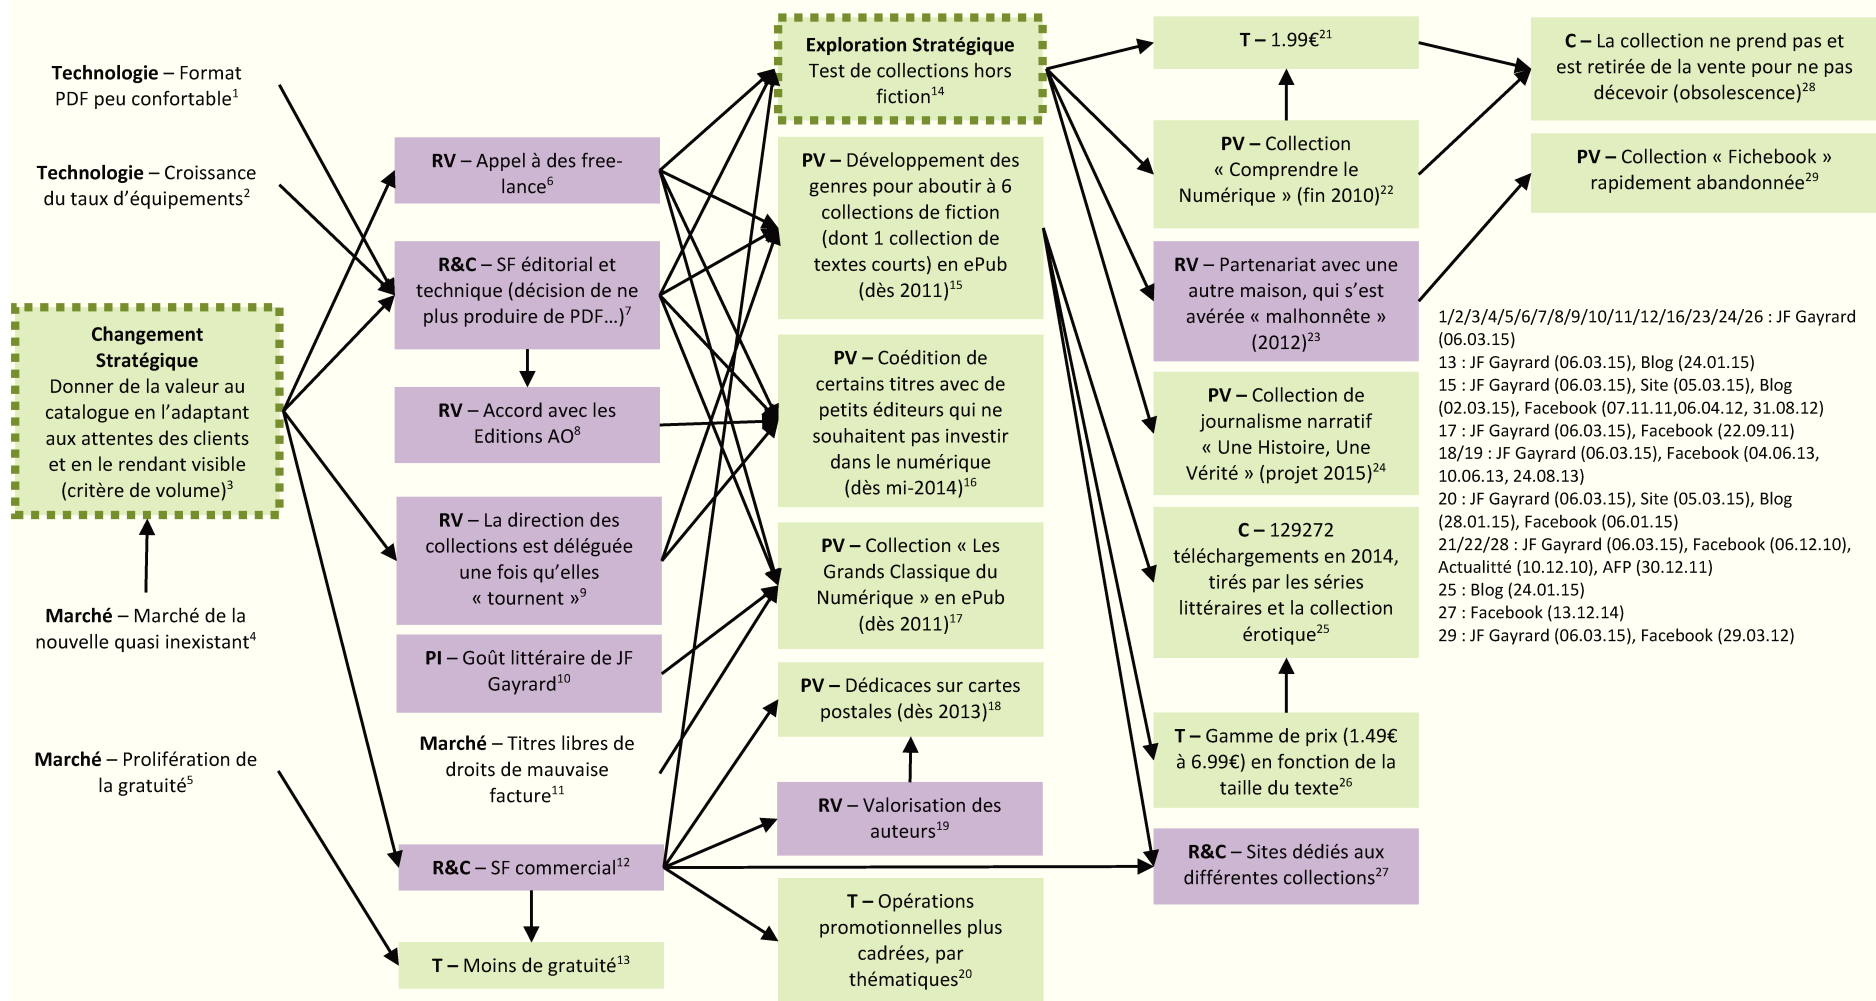 Technologie – Format
PDF peu confortable1
Technologie – Croissance
du taux d’équipements2
Changement
Stratégique
Donner de la valeur au
catalogue en l’adaptant
aux attentes des clients
et en le rendant visible
(critère de volume)3
Marché – Marché de la
nouvelle quasi inexistant4
Marché – Prolifération de
la gratuité5
RV – Appel à des free-
lance6
R&C – SF éditorial et
technique (décision de ne
plus produire de PDF…)7
RV – Accord avec les
Editions AO8
RV – La direction des
collections est déléguée
une fois qu’elles
« tournent »9
PI – Goût littéraire de JF
Gayrard10
Marché – Titres libres de
droits de mauvaise
facture11
R&C – SF commercial12
T – Moins de gratuité13
Exploration Stratégique
Test de collections hors
fiction14
PV – Développement des
genres pour aboutir à 6
collections de fiction
(dont 1 collection de
textes courts) en ePub
(dès 2011)15
PV – Coédition de
certains titres avec de
petits éditeurs qui ne
souhaitent pas investir
dans le numérique
(dès mi-2014)16
PV – Collection « Les
Grands Classique du
Numérique » en ePub
(dès 2011)17
PV – Dédicaces sur cartes
postales (dès 2013)18
RV – Valorisation des
auteurs19
T – Opérations
promotionnelles plus
cadrées, par
thématiques20
T – 1.99€21
PV – Collection
« Comprendre le
Numérique » (fin 2010)22
RV – Partenariat avec une
autre maison, qui s’est
avérée « malhonnête »
(2012)23
PV – Collection de
journalisme narratif
« Une Histoire, Une
Vérité » (projet 2015)24
C – 129272
téléchargements en 2014,
tirés par les séries
littéraires et la collection
érotique25
T – Gamme de prix (1.49€
à 6.99€) en fonction de la
taille du texte26
R&C – Sites dédiés aux
différentes collections27
C – La collection ne prend pas et
est retirée de la vente pour ne pas
décevoir (obsolescence)28
PV – Collection « Fichebook »
rapidement abandonnée29
1/2/3/4/5/6/7/8/9/10/11/12/16/23/24/26 : JF Gayrard
(06.03.15)
13 : JF Gayrard (06.03.15), Blog (24.01.15)
15 : JF Gayrard (06.03.15), Site (05.03.15), Blog
(02.03.15), Facebook (07.11.11,06.04.12, 31.08.12)
17 : JF Gayrard (06.03.15), Facebook (22.09.11)
18/19 : JF Gayrard (06.03.15), Facebook (04.06.13,
10.06.13, 24.08.13)
20 : JF Gayrard (06.03.15), Site (05.03.15), Blog
(28.01.15), Facebook (06.01.15)
21/22/28 : JF Gayrard (06.03.15), Facebook (06.12.10),
Actualitté (10.12.10), AFP (30.12.11)
25 : Blog (24.01.15)
27 : Facebook (13.12.14)
29 : JF Gayrard (06.03.15), Facebook (29.03.12)